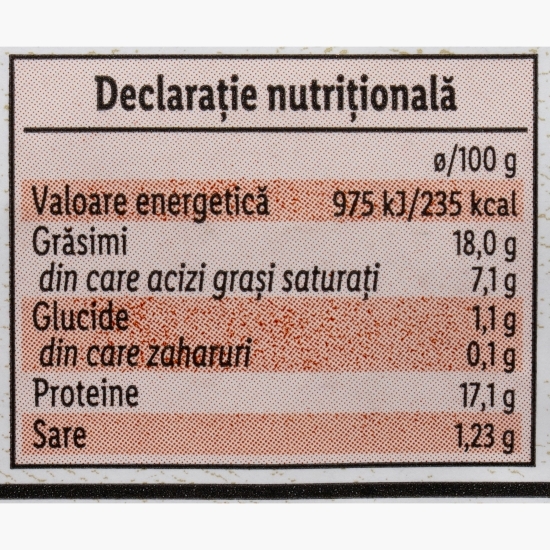 Declarație nutrițională
ø/100 g
Valoare energetică 975 kJ/235 kcal
Grăsimi 18,0 g
din care acizi grași saturați 7,1 g
Glucide 1,1 g
din care zaharuri 0,1 g
Proteine 17,1 g
Sare 1,23 g